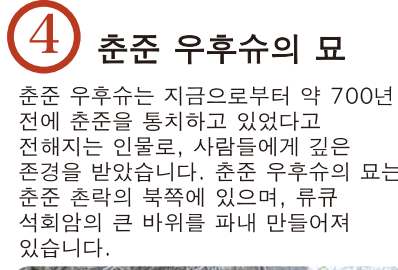 4 춘준 우후슈의 묘
춘준 우후슈는 지금으로부터 약 700년
전에 춘준을 통치하고 있었다고
전해지는 인물로, 사람들에게 깊은
존경을 받았습니다. 춘준 우후슈의 묘는
춘준 촌락의 북쪽에 있으며, 류큐
석회암의 큰 바위를 파내 만들어져
있습니다.